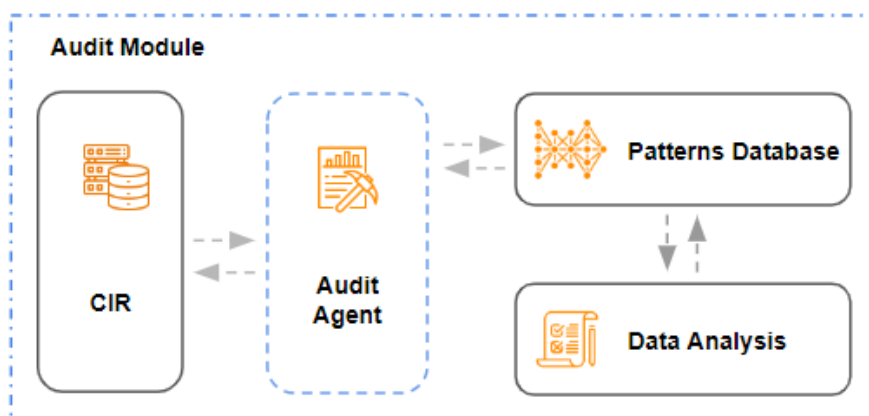 Audit Module
CIR
Audit
Agent
Patterns Database
Data Analysis